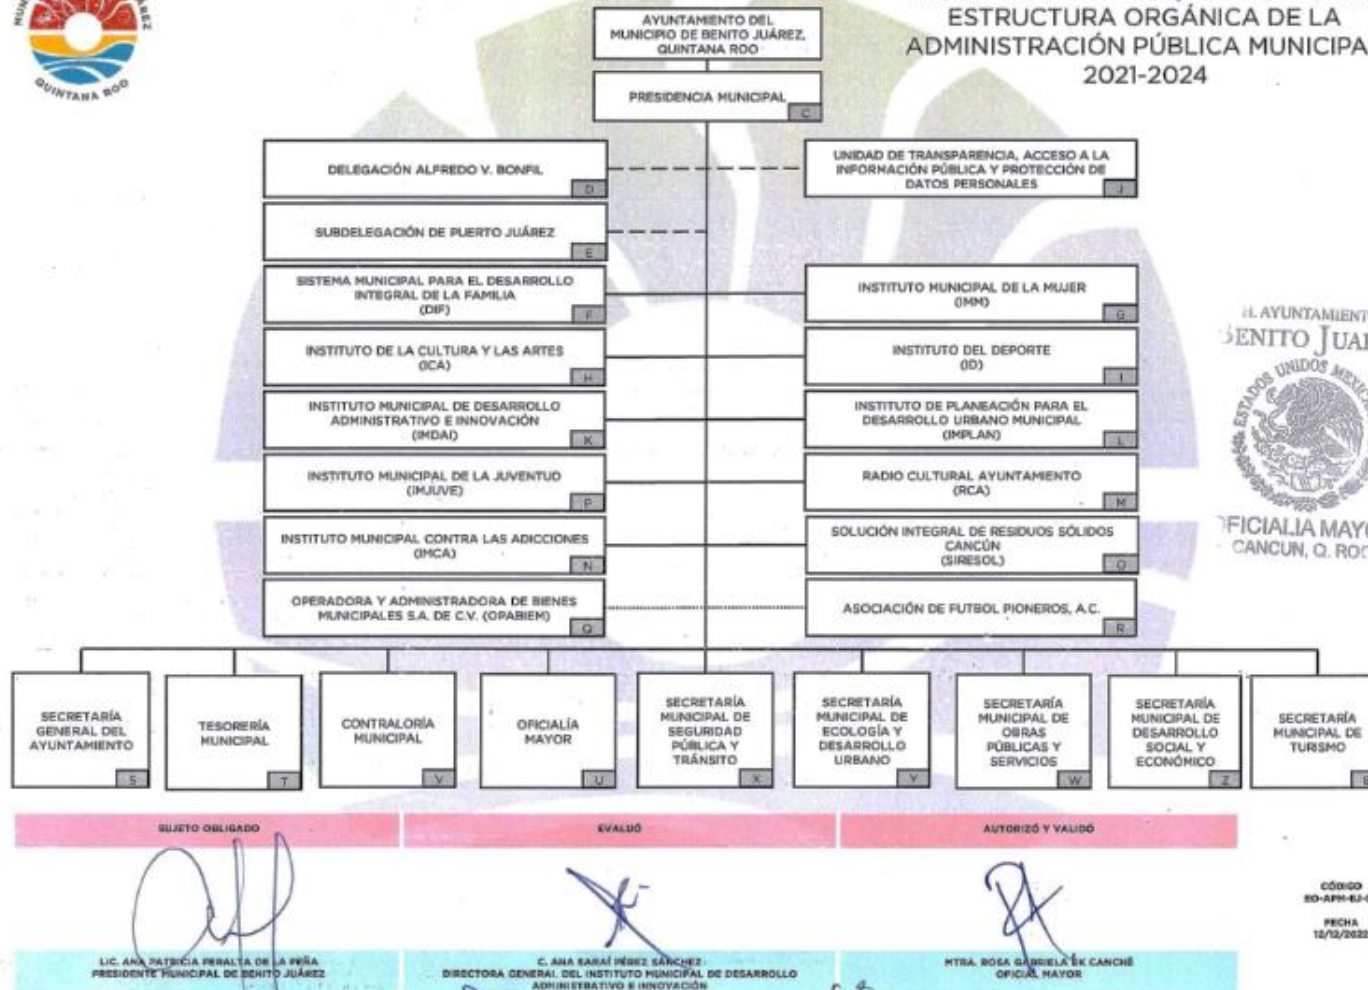 QUINTANA ROO
ESTRUCTURA ORGÁNICA DE LA
ADMINISTRACIÓN PÚBLICA MUNICIPA
2021-2024
AYUNTAMIENTO DEL
MUNICIPIO DE BENITO JUÁREZ,
QUINTANA ROO
PRESIDENCIA MUNICIPAL
C
DELEGACIÓN ALFREDO V. BONFIL
D
UNIDAD DE TRANSPARENCIA, ACCESO A LA
INFORMACIÓN PÚBLICA Y PROTECCIÓN DE
DATOS PERSONALES
J
SUBDELEGACIÓN DE PUERTO JUÁREZ
E
SISTEMA MUNICIPAL PARA EL DESARROLLO
INTEGRAL DE LA FAMILIA
(DIF)
F
INSTITUTO MUNICIPAL DE LA MUJER
(IMM)
G
INSTITUTO DE LA CULTURA Y LAS ARTES
(ICA)
H
INSTITUTO DEL DEPORTE
(ID)
I
INSTITUTO MUNICIPAL DE DESARROLLO
ADMINISTRATIVO E INNOVACIÓN
(IMDAI)
K
INSTITUTO DE PLANEACIÓN PARA EL
DESARROLLO URBANO MUNICIPAL
(IMPLAN)
L
INSTITUTO MUNICIPAL DE LA JUVENTUD
(IMJUVE)
P
RADIO CULTURAL AYUNTAMIENTO
(RCA)
M
INSTITUTO MUNICIPAL CONTRA LAS ADICCIONES
(IMCA)
N
SOLUCIÓN INTEGRAL DE RESIDUOS SÓLIDOS
CANCÚN
(SIRESOL)
O
OPERADORA Y ADMINISTRADORA DE BIENES
MUNICIPALES S.A. DE C.V. (OPABIEM)
Q
ASOCIACIÓN DE FUTBOL PIONEROS, A.C.
R
H. AYUNTAMIENT
BENITO JUAR
ESTADOS UNIDOS MEXIC
OFICIALIA MAYO
CANCUN, Q. ROO
SECRETARÍA
GENERAL DEL
AYUNTAMIENTO
S
TESORERÍA
MUNICIPAL
T
CONTRALORÍA
MUNICIPAL
V
OFICIALÍA
MAYOR
U
SECRETARÍA
MUNICIPAL DE
SEGURIDAD
PÚBLICA Y
TRÁNSITO
X
SECRETARÍA
MUNICIPAL DE
ECOLOGÍA Y
DESARROLLO
URBANO
Y
SECRETARÍA
MUNICIPAL DE
OBRAS
PÚBLICAS Y
SERVICIOS
W
SECRETARÍA
MUNICIPAL DE
DESARROLLO
SOCIAL Y
ECONÓMICO
Z
SECRETARÍA
MUNICIPAL DE
TURISMO
SUJETO OBLIGADO
EVALUÓ
AUTORIZÓ Y VALIDÓ
LIC. ANA PATRICIA PERALTA DE LA PEÑA
PRESIDENTE MUNICIPAL DE BENITO JUÁREZ
C. ANA SARAÍ PÉREZ SÁNCHEZ
DIRECTORA GENERAL DEL INSTITUTO MUNICIPAL DE DESARROLLO
ADMINISTRATIVO E INNOVACIÓN
MTRA. ROSA GABRIELA EK CANCHÉ
OFICIAL MAYOR
CÓDIGO
EO-APM-BJ-
FECHA
12/12/2022